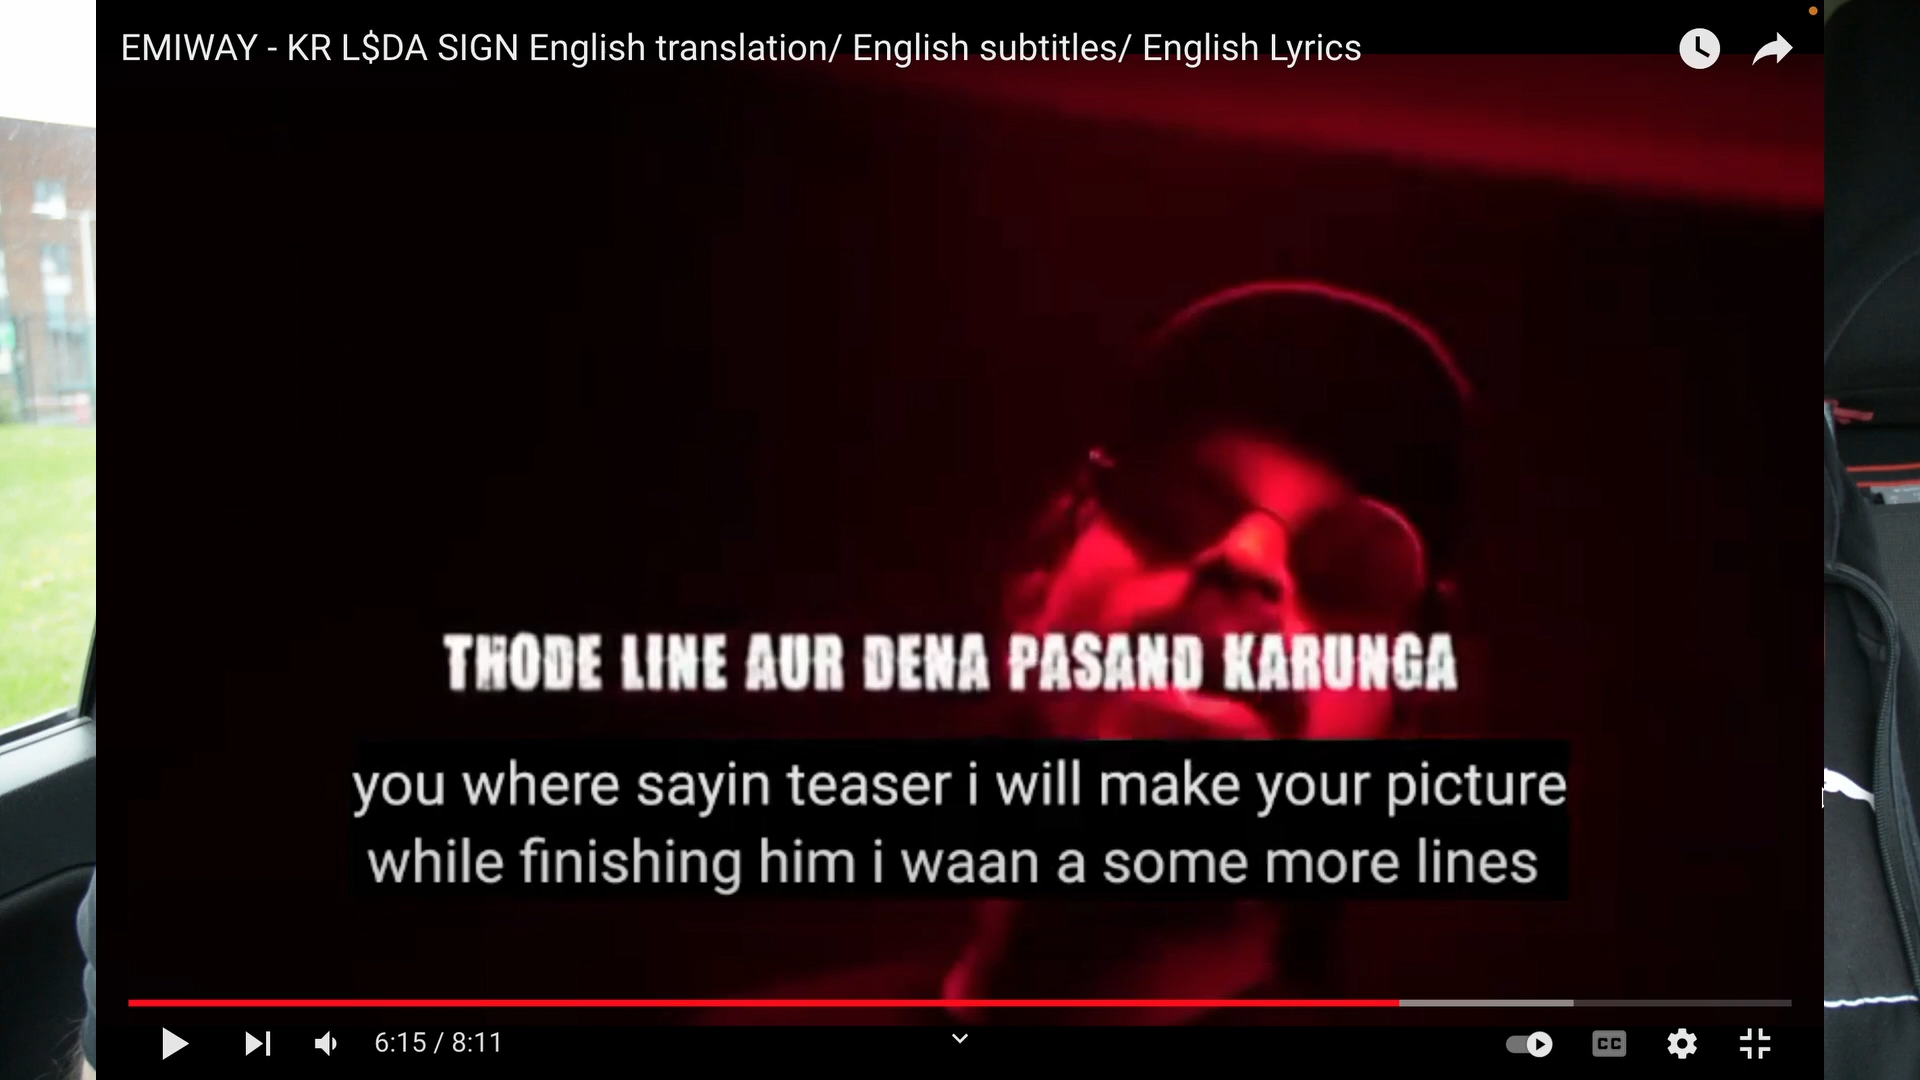 EMIWAY - KR L$DA SIGN English translation/ English subtitles/ English Lyrics
THODE LINE AUR DENA PASAND KARUNGA
you where sayin teaser i will make your picture
while finishing him i waan a some more lines
6:15 / 8:11
CC